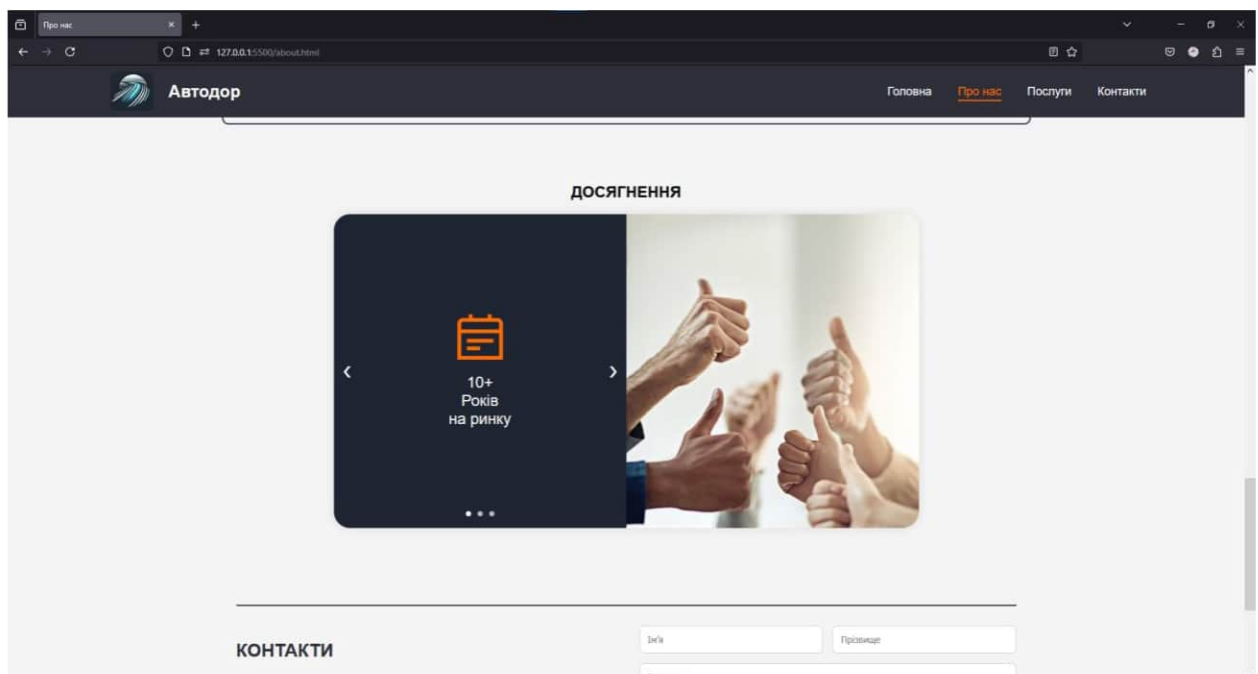 Про нас
127.0.0.1:5500/about.html
Автодор
Головна
Про нас
Послуги
Контакти
ДОСЯГНЕННЯ
10+
Років
на ринку
КОНТАКТИ
Ім'я
Прізвище